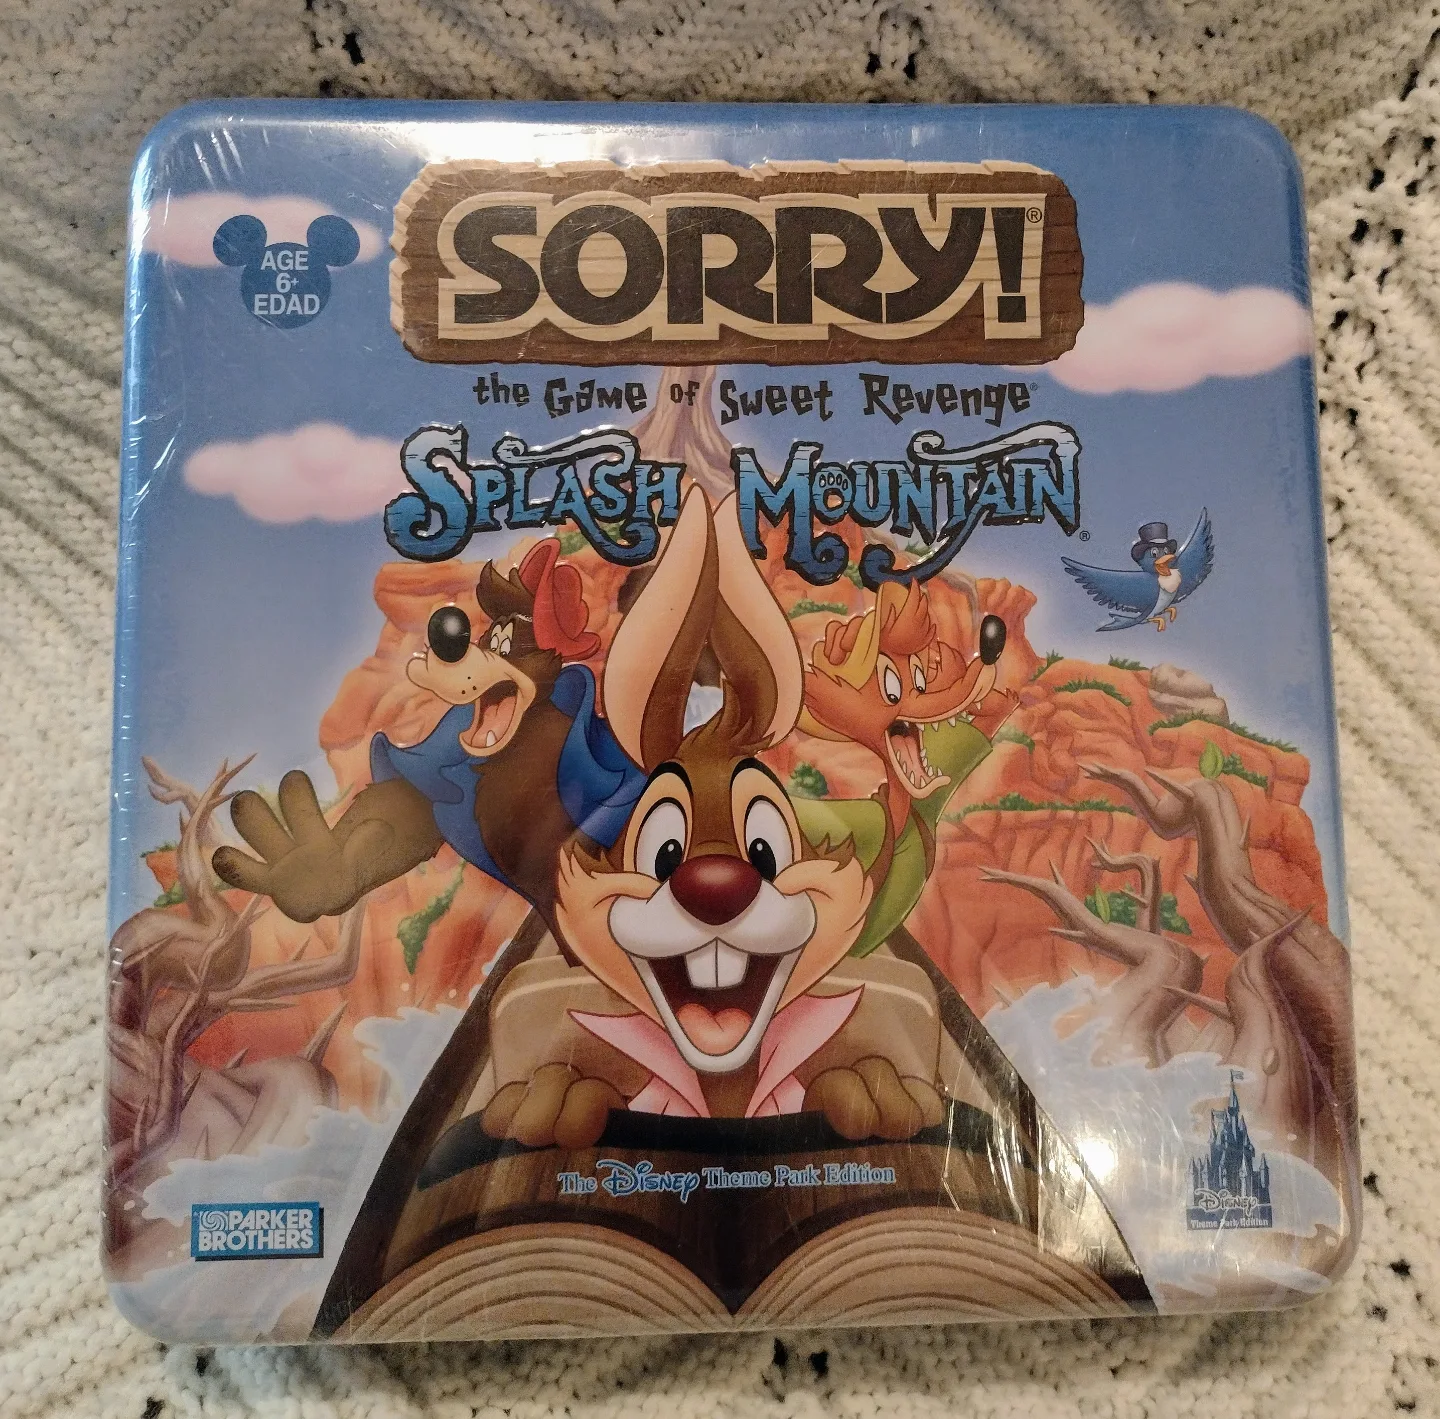 SORRY!®
AGE
6+
EDAD
the Game of Sweet Revenge®
SPLASH MOUNTAIN®
The Disney Theme Park Edition
PARKER
BROTHERS
Disney
Theme Park Edition